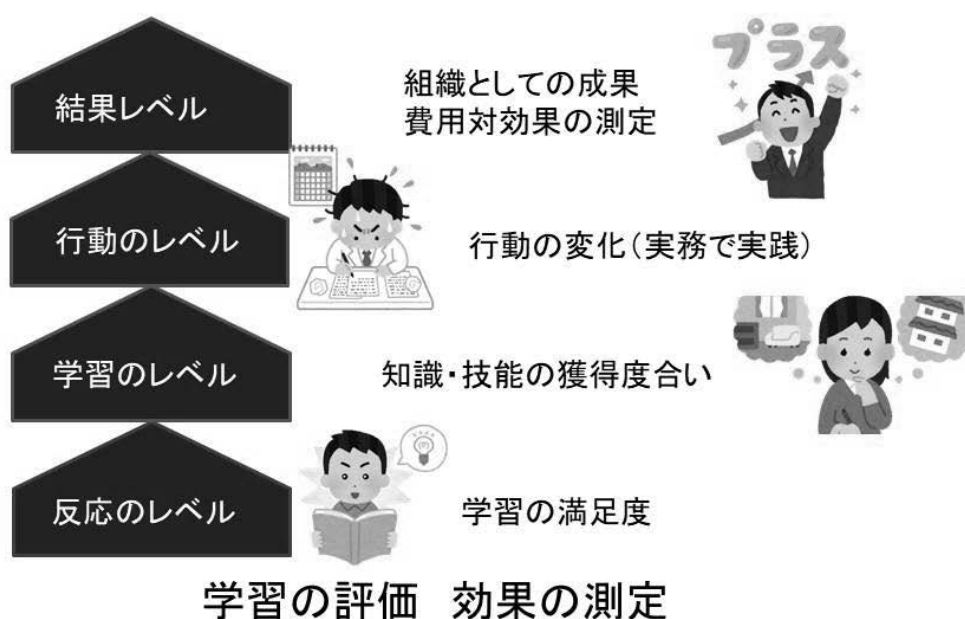 プラス
結果レベル
組織としての成果
費用対効果の測定
行動のレベル
行動の変化(実務で実践)
学習のレベル
知識・技能の獲得度合い
反応のレベル
学習の満足度
学習の評価 効果の測定